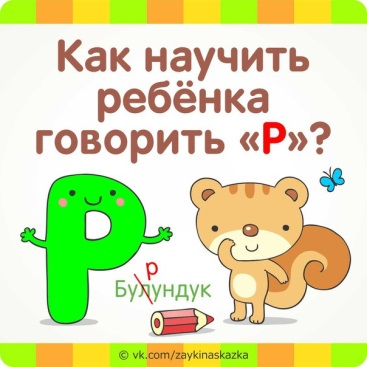 Как научить
ребёнка
говорить «Р»?
Р
р
Булундук
© vk.com/zaykinaskazka